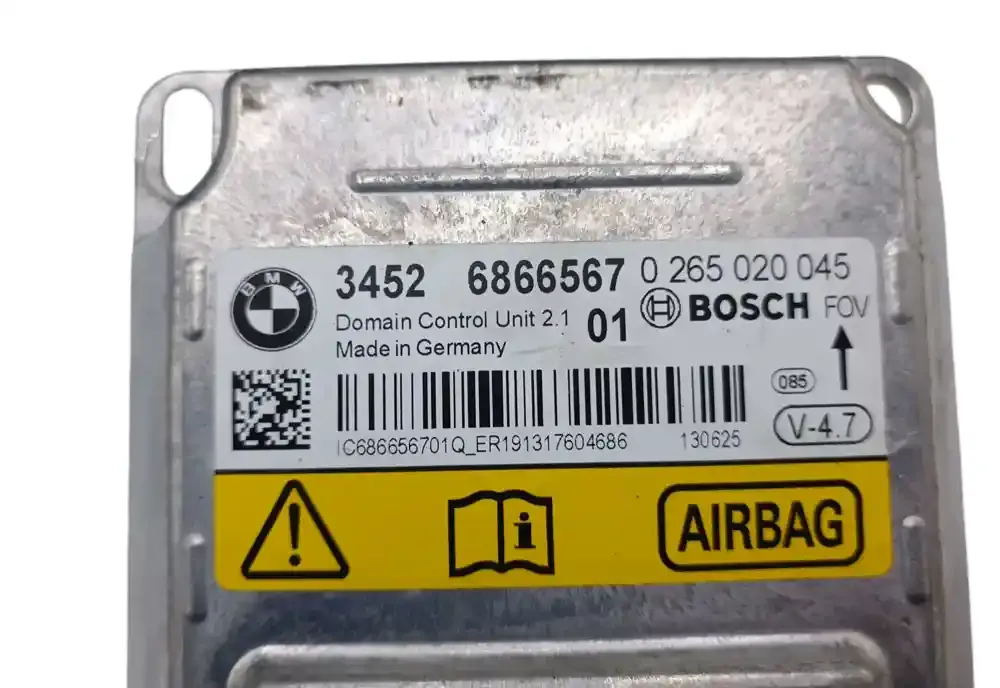 BMW
3452 6866567 0 265 020 045
Domain Control Unit 2.1 01 BOSCH FOV
Made in Germany
085
V-4.7
IC686656701Q_ER191317604686 130625
AIRBAG